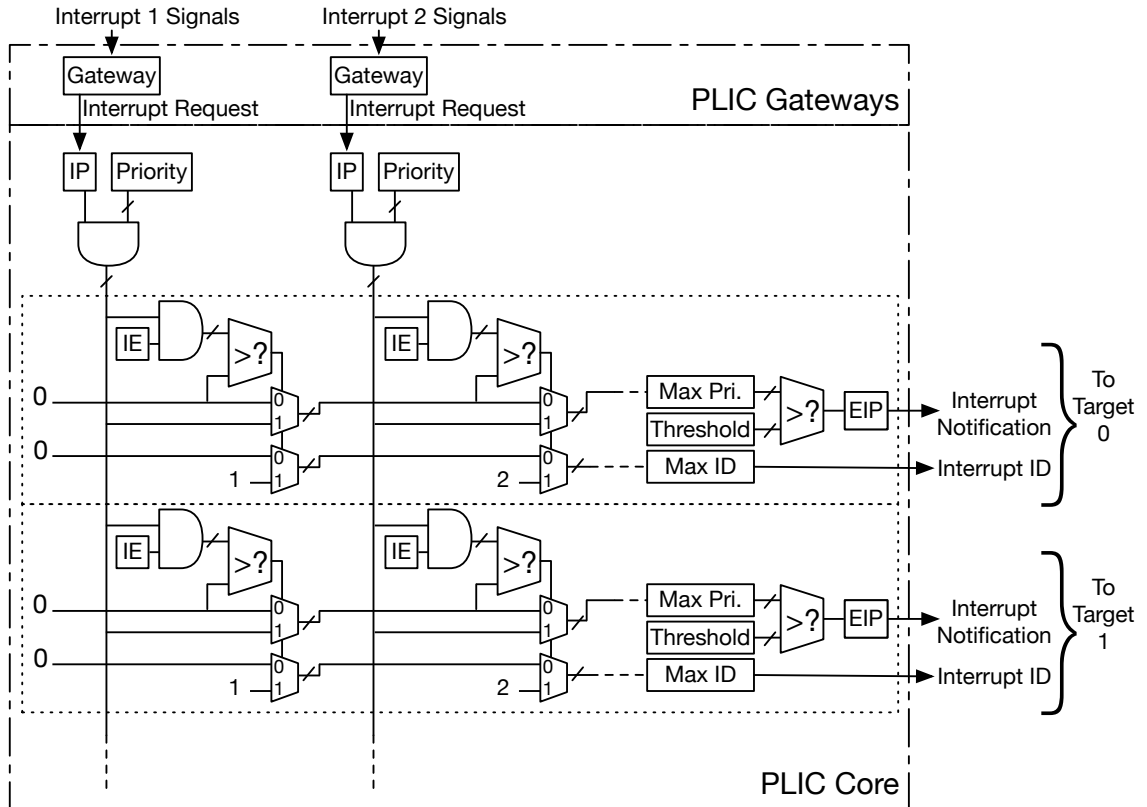 Interrupt 1 Signals
Interrupt 2 Signals
Gateway
Gateway
Interrupt Request
Interrupt Request
PLIC Gateways
IP
Priority
IP
Priority
IE
>?
IE
>?
0
0
1
0
1
Max Pri.
Threshold
>?
EIP
Interrupt
Notification
To
Target
0
0
1
0
1
2
0
1
Max ID
Interrupt ID
IE
>?
IE
>?
0
0
1
0
1
Max Pri.
Threshold
>?
EIP
Interrupt
Notification
To
Target
1
0
1
0
1
2
0
1
Max ID
Interrupt ID
PLIC Core